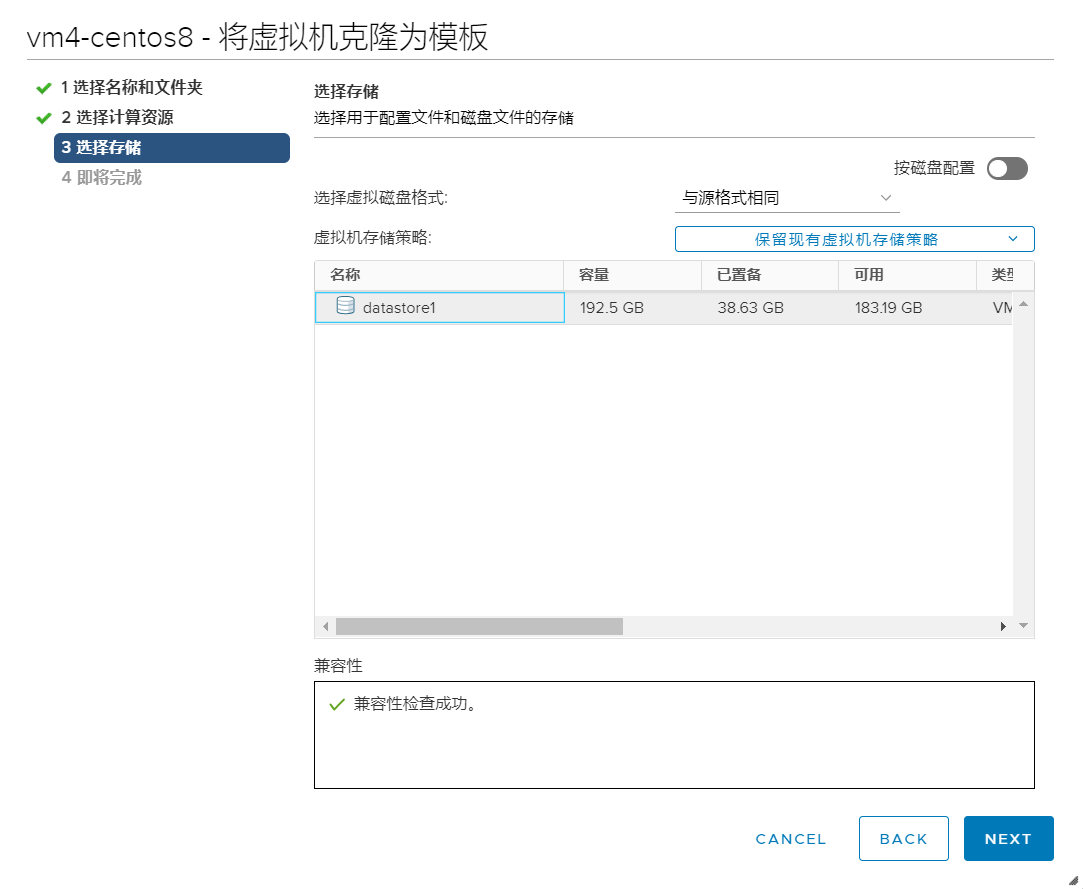 vm4-centos8 - 将虚拟机克隆为模板
1 选择名称和文件夹
2 选择计算资源
3 选择存储
4 即将完成
选择存储
选择用于配置文件和磁盘文件的存储
按磁盘配置
选择虚拟磁盘格式: 与源格式相同
虚拟机存储策略: 保留现有虚拟机存储策略
名称 容量 已置备 可用 类型
datastore1 192.5 GB 38.63 GB 183.19 GB VM
兼容性
兼容性检查成功。
CANCEL BACK NEXT